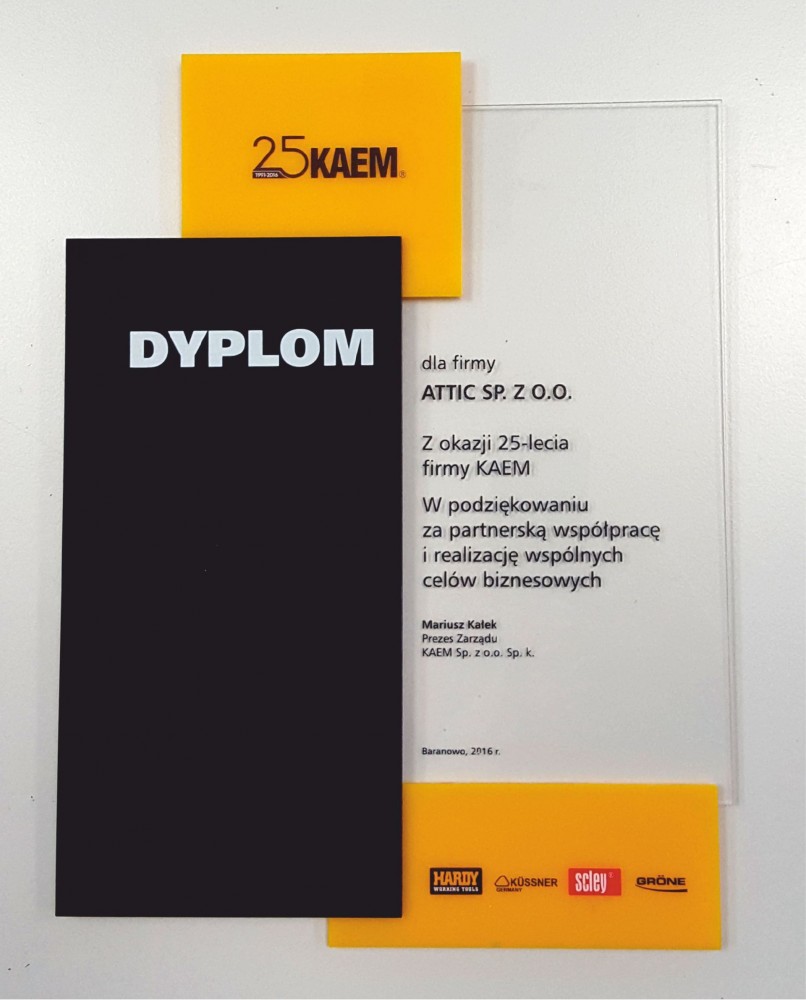 25KAEM®
1991-2016
DYPLOM
dla firmy
ATTIC SP. Z O.O.
Z okazji 25-lecia
firmy KAEM
W podziękowaniu
za partnerską współpracę
i realizację wspólnych
celów biznesowych
Mariusz Kałek
Prezes Zarządu
KAEM Sp. z o.o. Sp. k.
Baranowo, 2016 r.
HARDY
WORKING TOOLS
KÜSSNER
GERMANY
scley®
GRÖNE